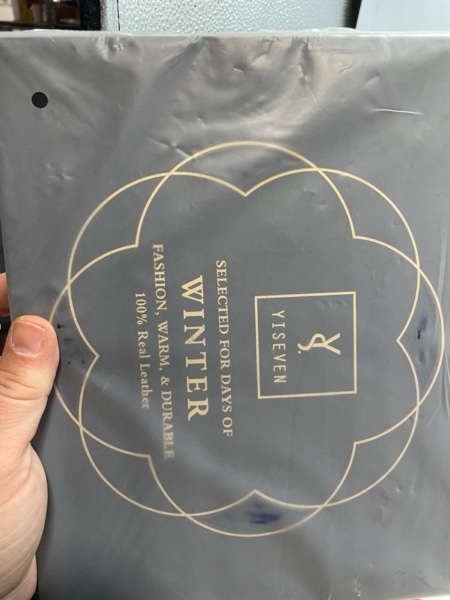 YISEVEN
SELECTED FOR DAYS OF
WINTER
FASHION, WARM, & DURABLE
100% Real Leather